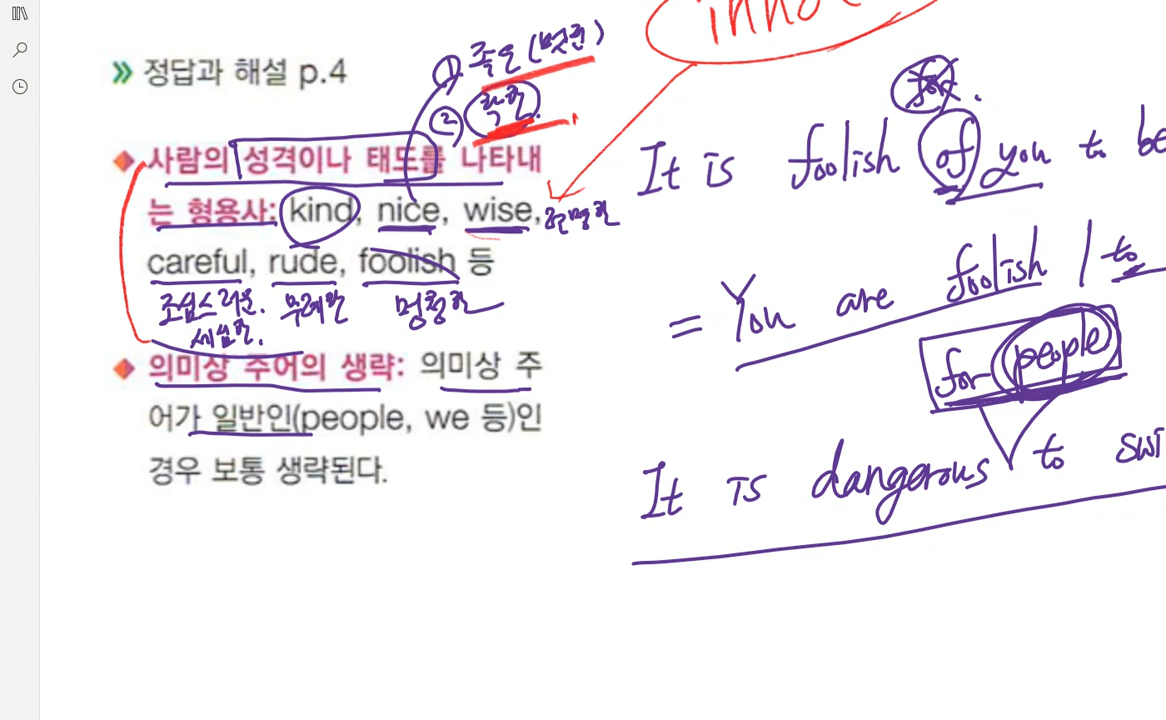 inno
① 좋은 (멋진)
» 정답과 해설 p.4
② 착한.
for.
◆ 사람의 성격이나 태도를 나타내
는 형용사: kind, nice, wise, 현명한
careful, rude, foolish 등
조심스러운. 무례한 멍청한
세심한.
It is foolish of you to be
= You are foolish / to
for people
◆ 의미상 주어의 생략: 의미상 주
어가 일반인(people, we 등)인
경우 보통 생략된다.
It is dangerous to swi